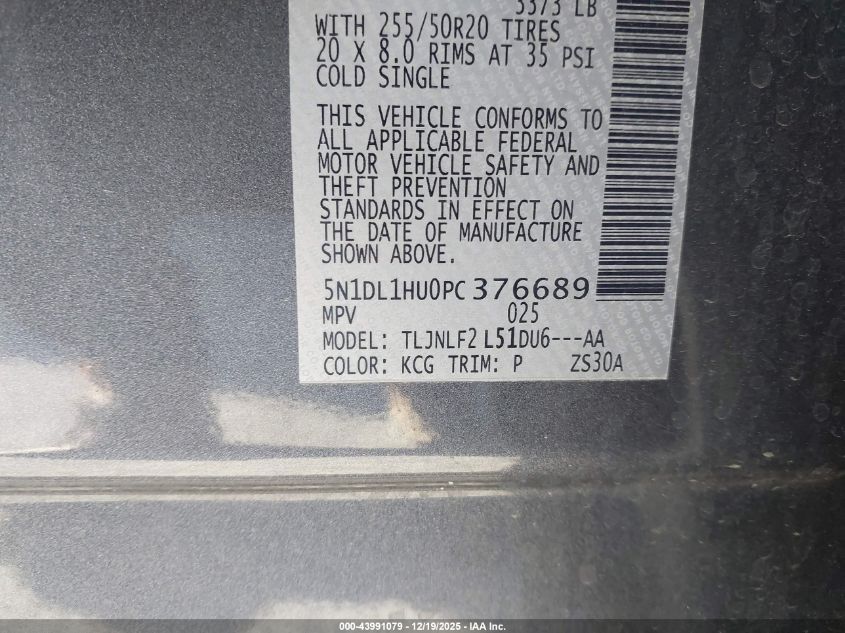 5373 LB
WITH 255/50R20 TIRES
20 X 8.0 RIMS AT 35 PSI
COLD SINGLE
THIS VEHICLE CONFORMS TO
ALL APPLICABLE FEDERAL
MOTOR VEHICLE SAFETY AND
THEFT PREVENTION
STANDARDS IN EFFECT ON
THE DATE OF MANUFACTURE
SHOWN ABOVE.
5N1DL1HU0PC376689
MPV 025
MODEL: TLJNLF2 L51DU6---AA
COLOR: KCG TRIM: P ZS30A
000-43991079 — 12/19/2025 — IAA Inc.